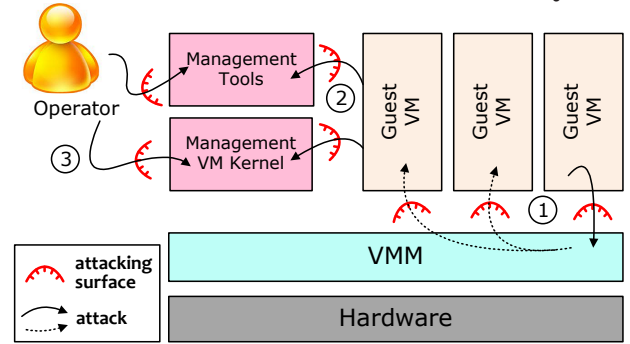 Operator
Management
Tools
Management
VM Kernel
Guest
VM
Guest
VM
Guest
VM
2
3
1
VMM
Hardware
attacking
surface
attack